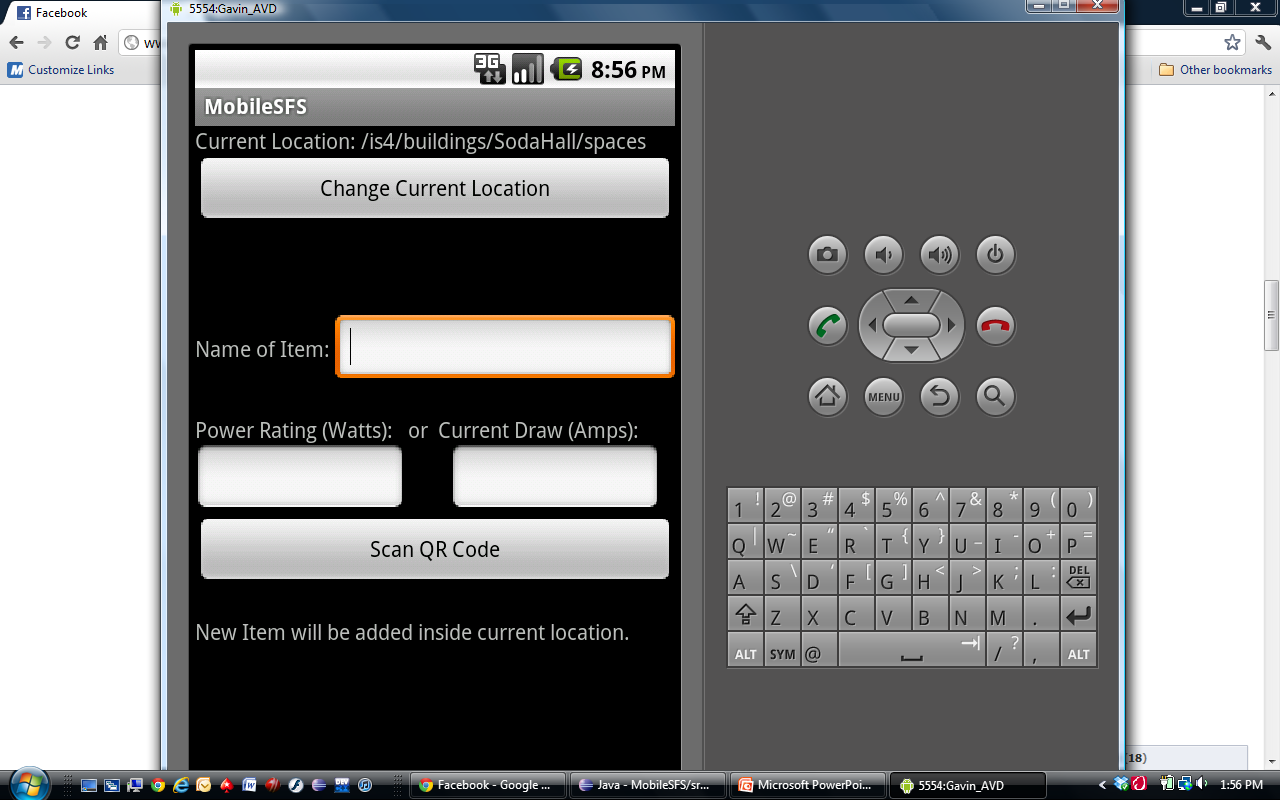 5554:Gavin_AVD
Facebook
Customize Links
Other bookmarks
3G
8:56 PM
MobileSFS
Current Location: /is4/buildings/SodaHall/spaces
Change Current Location
Name of Item:
Power Rating (Watts): or Current Draw (Amps):
Scan QR Code
New Item will be added inside current location.
MENU
1 ! 2 @ 3 # 4 $ 5 % 6 ^ 7 & 8 * 9 ( 0 )
Q | W ~ E " R ` T { Y } U _ I - O + P =
A S \ D ' F [ G ] H < J > K ; L : DEL
Z X C V B N M .
ALT SYM @ / ? , ALT
18)
Facebook - Google ...
Java - MobileSFS/sr...
Microsoft PowerPoi...
5554:Gavin_AVD
1:56 PM